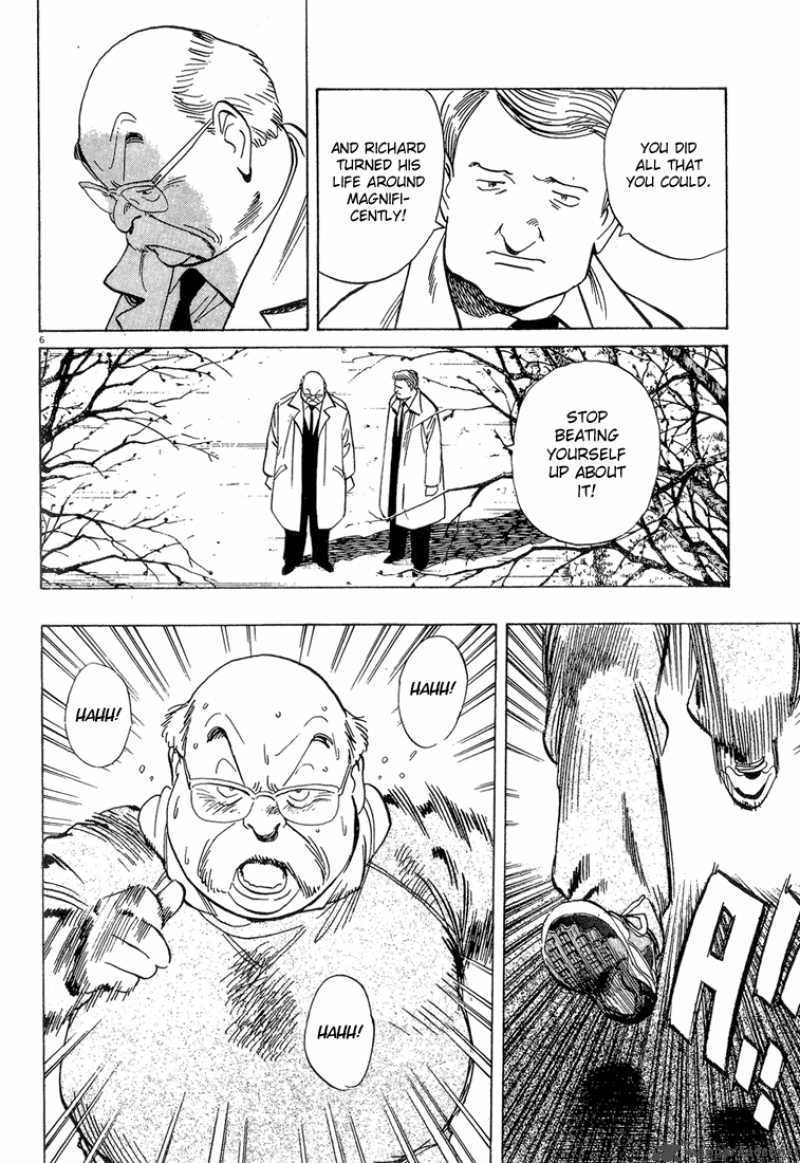 YOU DID
ALL THAT
YOU COULD.
AND RICHARD
TURNED HIS
LIFE AROUND
MAGNIFI-
CENTLY!
6
STOP
BEATING
YOURSELF
UP ABOUT
IT!
HAHH!
HAHH!
HAHH!
A!!